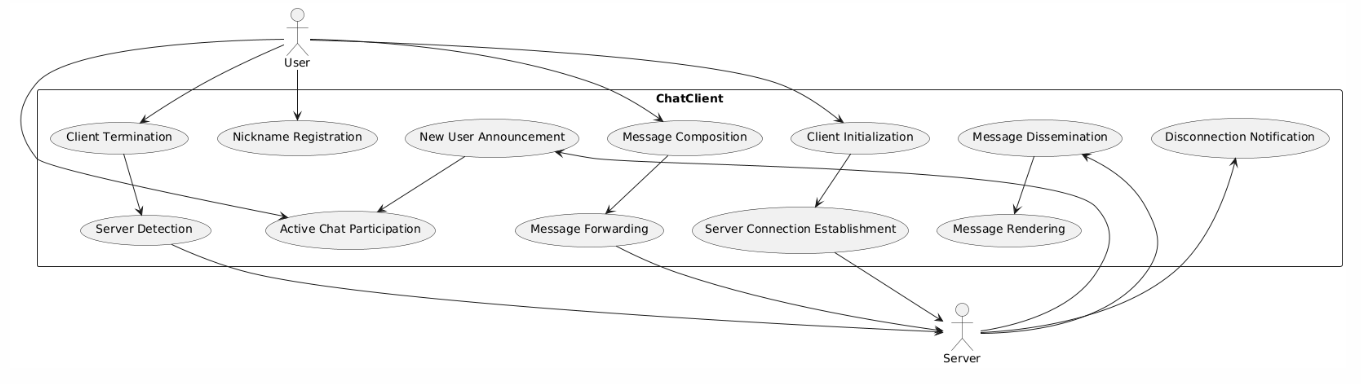 User
ChatClient
Client Termination
Nickname Registration
New User Announcement
Message Composition
Client Initialization
Message Dissemination
Disconnection Notification
Server Detection
Active Chat Participation
Message Forwarding
Server Connection Establishment
Message Rendering
Server